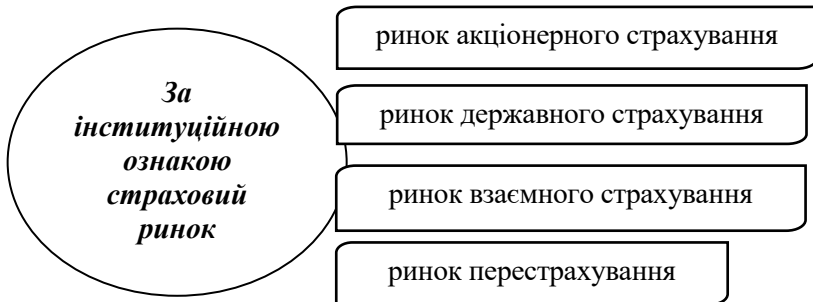 За
інституційною
ознакою
страховий
ринок
ринок акціонерного страхування
ринок державного страхування
ринок взаємного страхування
ринок перестрахування